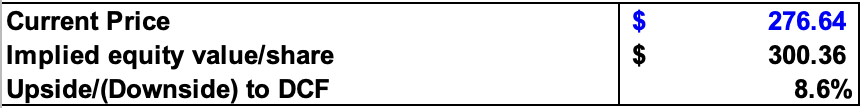 Current Price $ 276.64
Implied equity value/share $ 300.36
Upside/(Downside) to DCF 8.6%